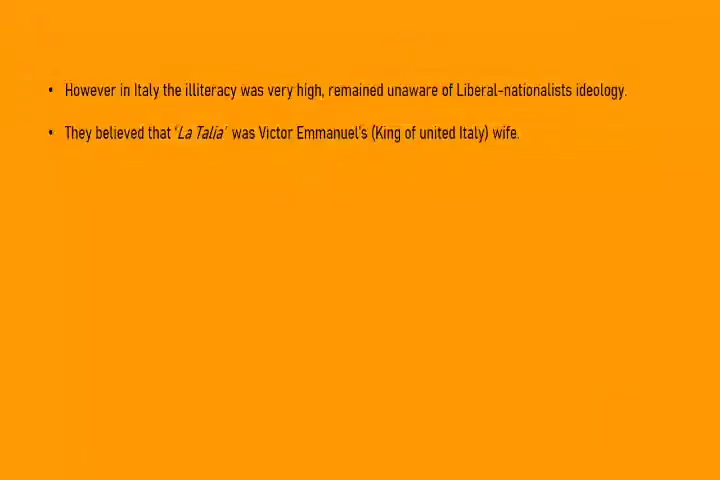 • However in Italy the illiteracy was very high, remained unaware of Liberal-nationalists ideology.
• They believed that ‘La Talia’ was Victor Emmanuel's (King of united Italy) wife.